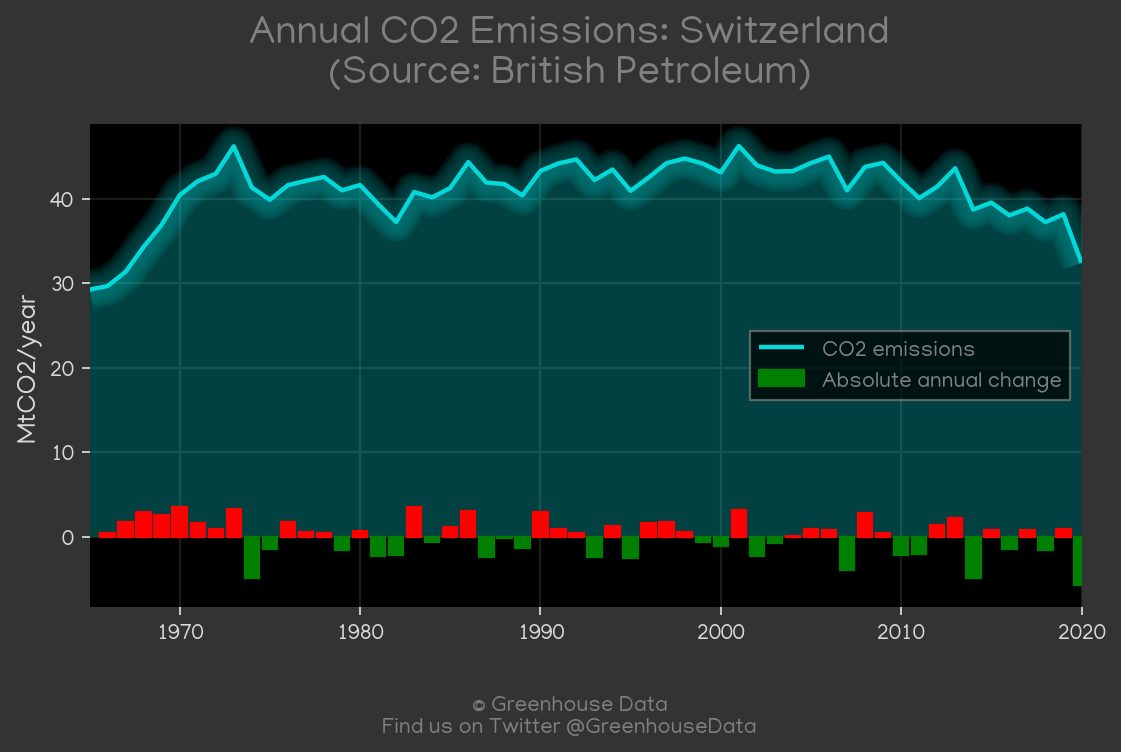 Annual CO2 Emissions: Switzerland
(Source: British Petroleum)
MtCO2/year
40
30
20
10
0
CO2 emissions
Absolute annual change
1970 1980 1990 2000 2010 2020
© Greenhouse Data
Find us on Twitter @GreenhouseData